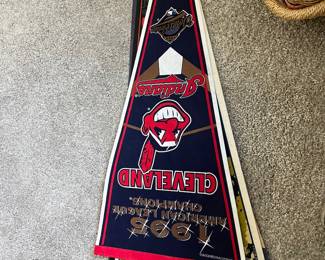 1995
AMERICAN LEAGUE
CHAMPIONS.
CLEVELAND
Indians